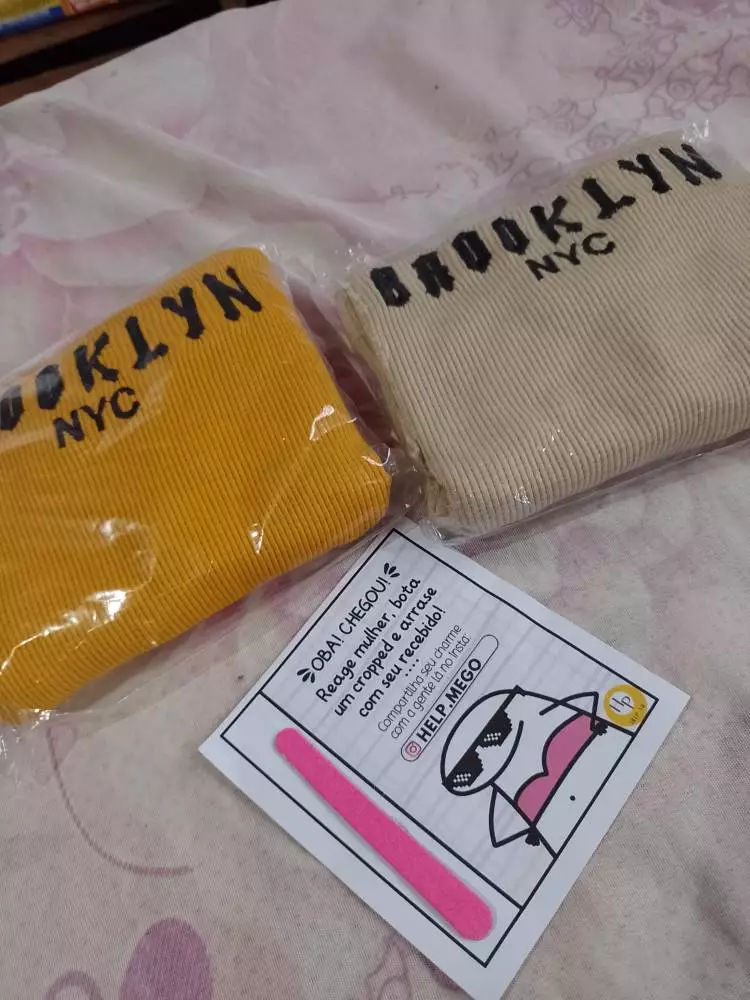 BROOKLYN
NYC
OOKLYN
NYC
OBA! CHEGOU!
Reage mulher, bota
um cropped e arrase
com seu recebido!
Compartilha seu charme
com a gente lá no Insta:
HELP.MEGO
Hp